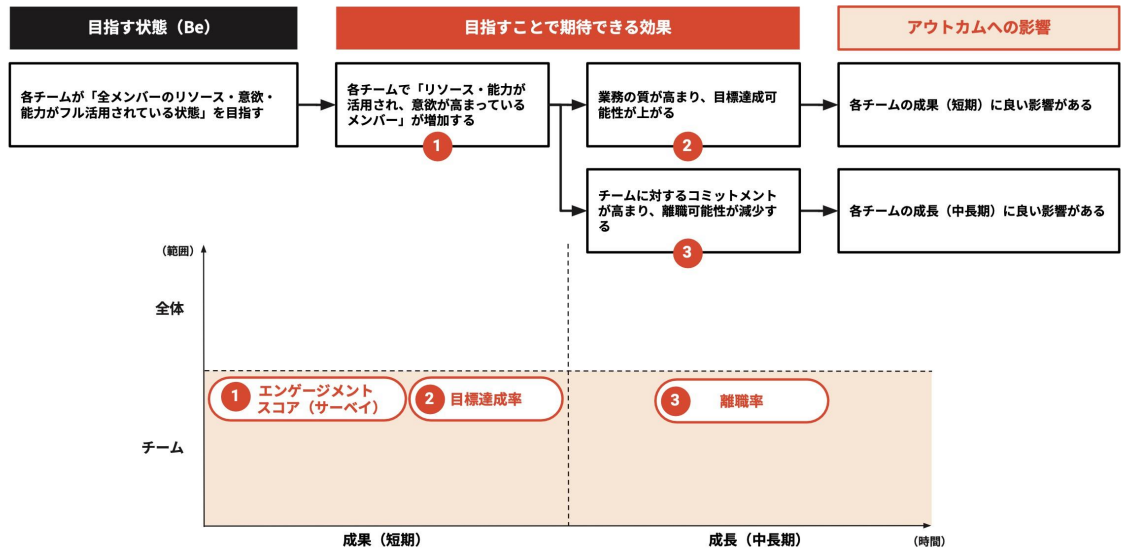 目指す状態（Be）
目指すことで期待できる効果
アウトカムへの影響
各チームが「全メンバーのリソース・意欲・
能力がフル活用されている状態」を目指す
各チームで「リソース・能力が
活用され、意欲が高まっている
メンバー」が増加する
1
業務の質が高まり、目標達成可
能性が上がる
2
各チームの成果（短期）に良い影響がある
チームに対するコミットメント
が高まり、離職可能性が減少す
る
3
各チームの成長（中長期）に良い影響がある
（範囲）
全体
チーム
1 エンゲージメント
スコア（サーベイ）
2 目標達成率
3 離職率
成果（短期）
成長（中長期）
（時間）